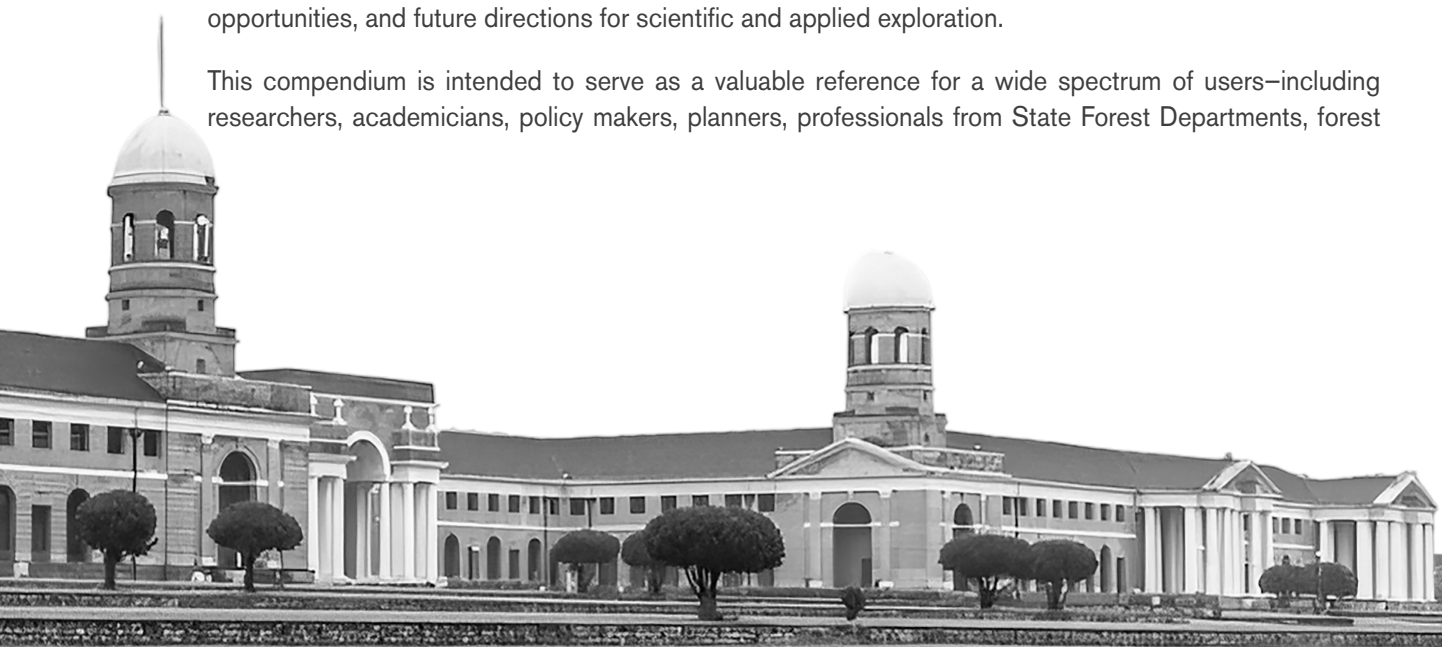 opportunities, and future directions for scientific and applied exploration.
This compendium is intended to serve as a valuable reference for a wide spectrum of users—including
researchers, academicians, policy makers, planners, professionals from State Forest Departments, forest